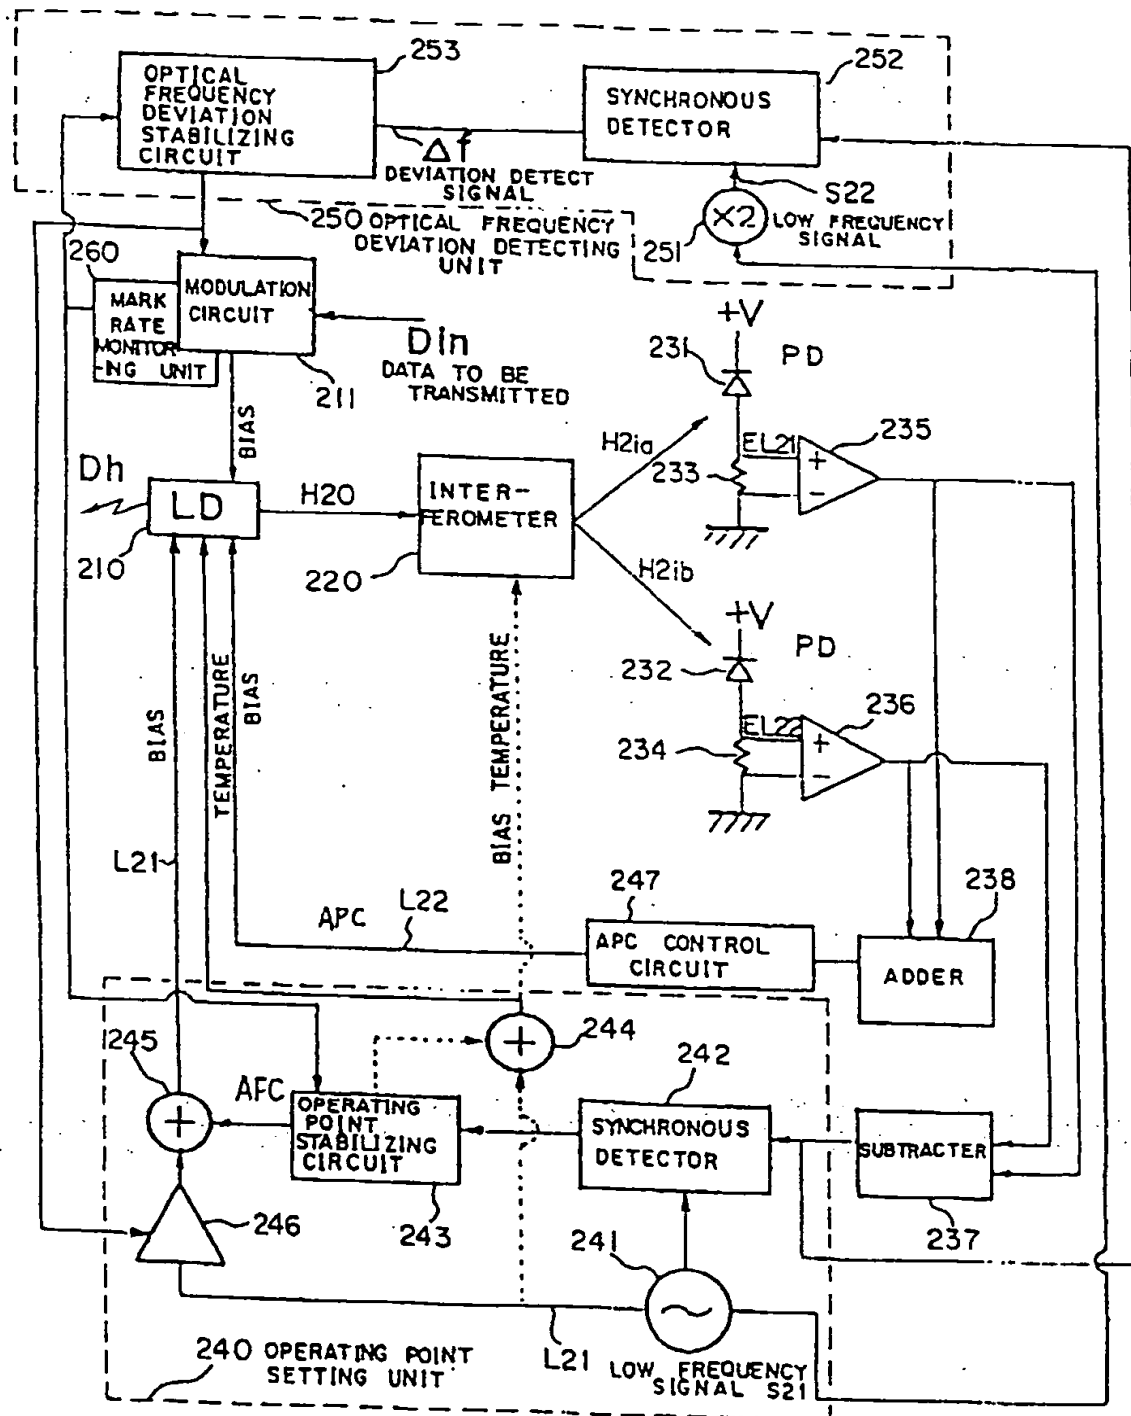 253
OPTICAL
FREQUENCY
DEVIATION
STABILIZING
CIRCUIT
252
SYNCHRONOUS
DETECTOR
Δf
DEVIATION DETECT
SIGNAL
S22
X2
LOW FREQUENCY
SIGNAL
251
250 OPTICAL FREQUENCY
DEVIATION DETECTING
UNIT
260
MARK
RATE
MONITOR-
-ING UNIT
MODULATION
CIRCUIT
211
Din
DATA TO BE
TRANSMITTED
+V
231
PD
BIAS
H2ia
EL21
235
233
+
−
Dh
LD
H20
INTER-
FEROMETER
210
220
H2ib
+V
PD
232
236
EL22
234
+
−
BIAS
TEMPERATURE
BIAS
BIAS TEMPERATURE
L21
APC
L22
247
APC CONTROL
CIRCUIT
238
ADDER
245
+
AFC
244
+
242
OPERATING
POINT
STABILIZING
CIRCUIT
SYNCHRONOUS
DETECTOR
SUBTRACTER
246
243
241
237
240 OPERATING POINT
SETTING UNIT
L21
LOW FREQUENCY
SIGNAL S21